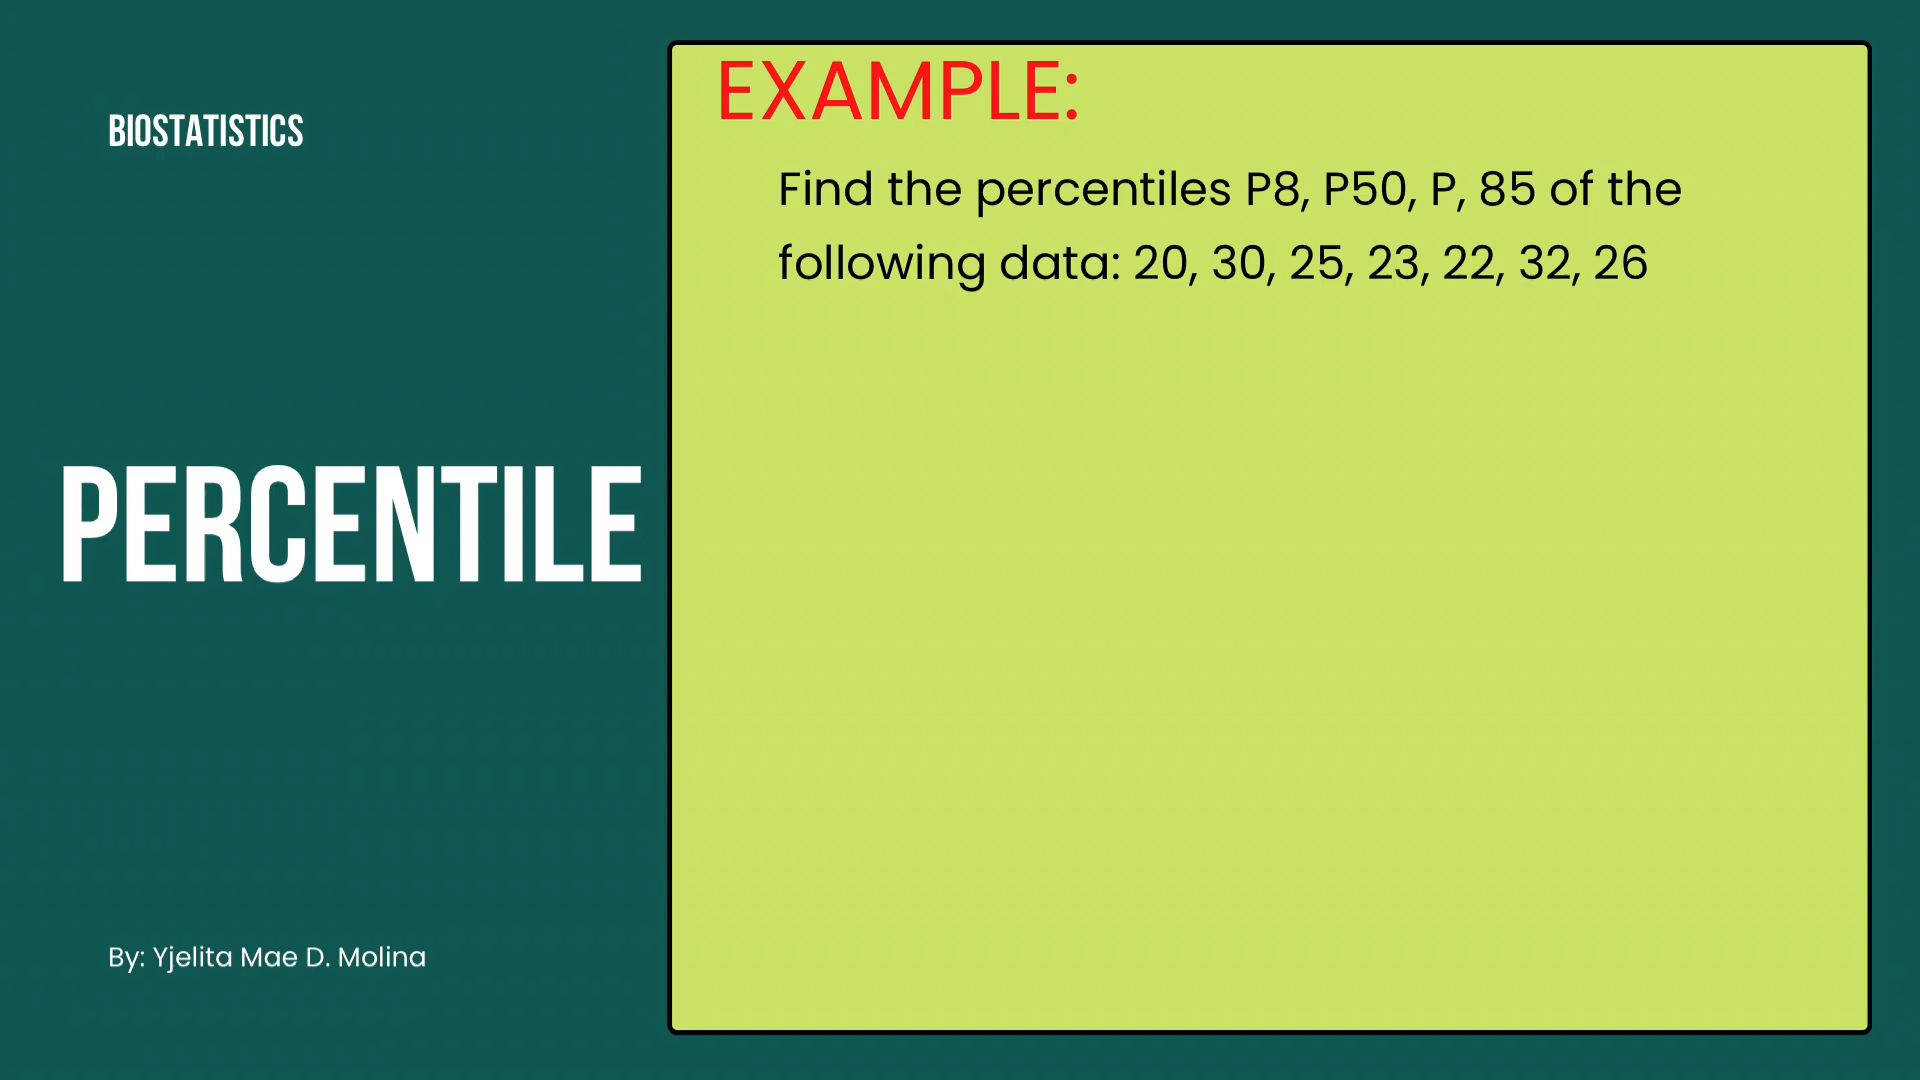 BIOSTATISTICS
PERCENTILE
By: Yjelita Mae D. Molina
EXAMPLE:
Find the percentiles P8, P50, P, 85 of the
following data: 20, 30, 25, 23, 22, 32, 26